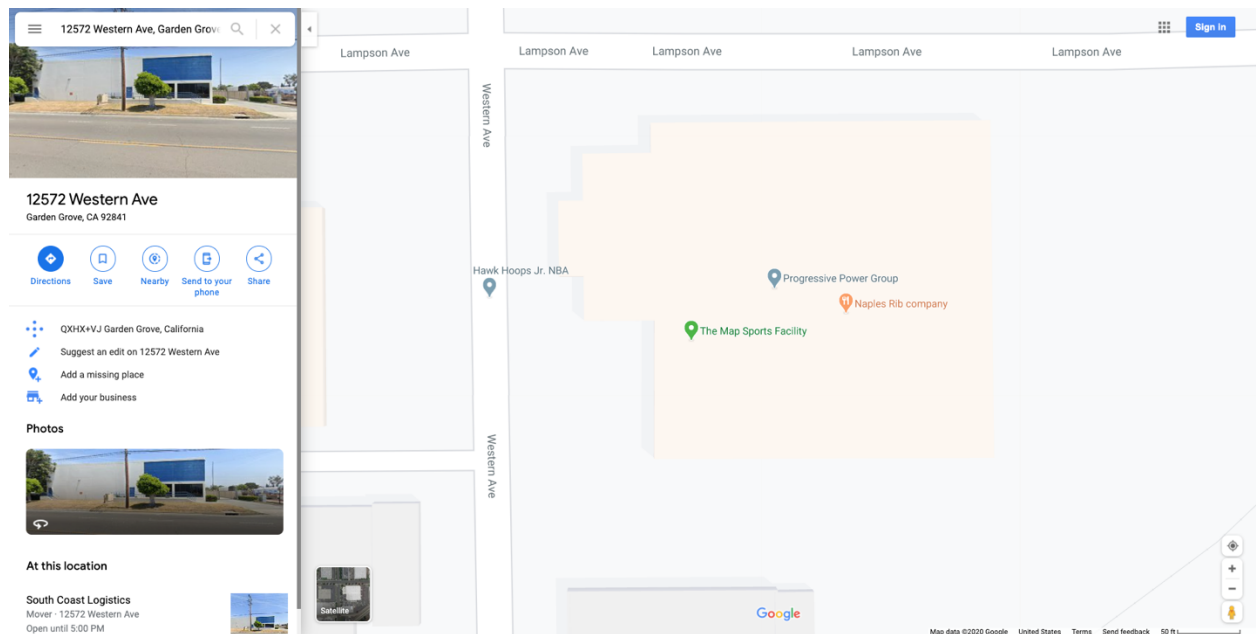 12572 Western Ave, Garden Grov
Sign in
Lampson Ave
Lampson Ave
Lampson Ave
Lampson Ave
Lampson Ave
Western Ave
12572 Western Ave
Garden Grove, CA 92841
Directions
Save
Nearby
Send to your
phone
Share
QXHX+VJ Garden Grove, California
Suggest an edit on 12572 Western Ave
Add a missing place
Add your business
Photos
At this location
South Coast Logistics
Mover · 12572 Western Ave
Open until 5:00 PM
Hawk Hoops Jr. NBA
Progressive Power Group
Naples Rib company
The Map Sports Facility
Western Ave
Satellite
Google
Map data ©2020 Google United States Terms Send feedback 50 ft